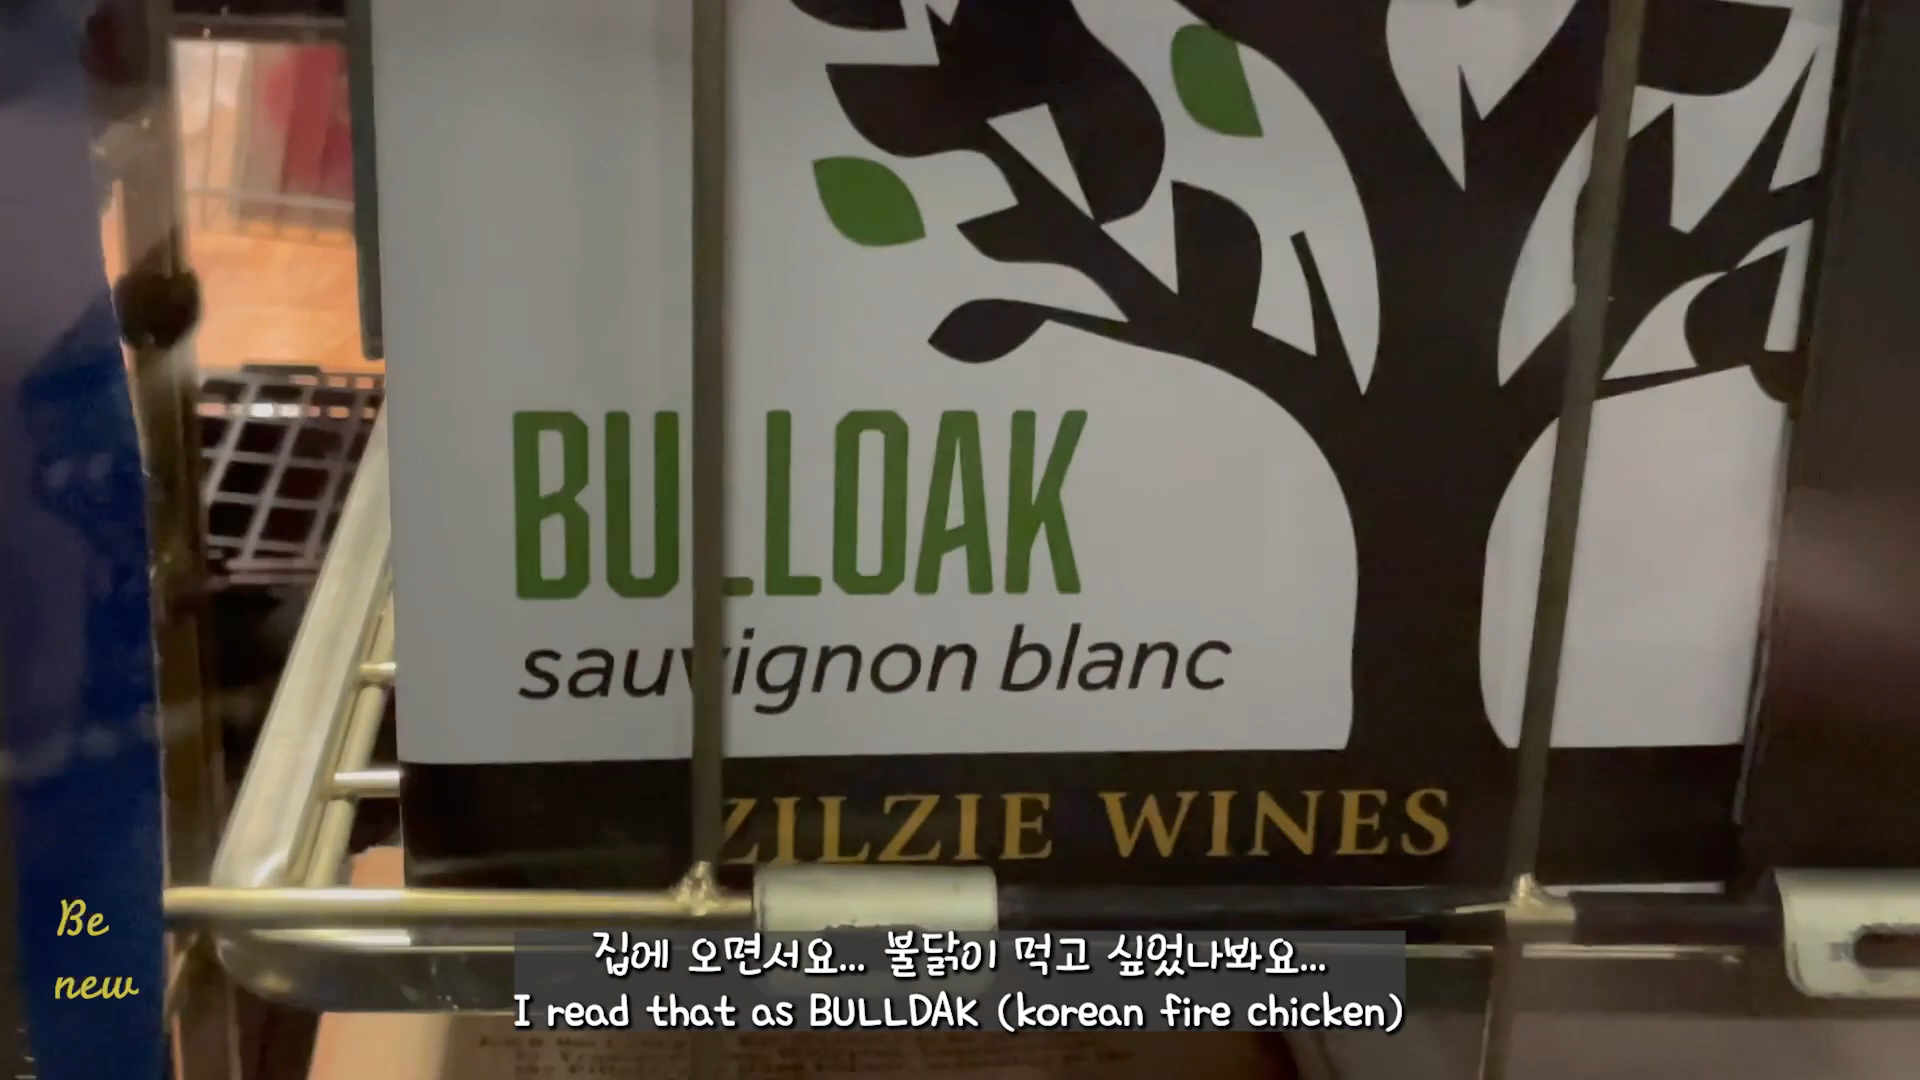 BULLOAK
sauvignon blanc
ZILZIE WINES
Be
new
집에 오면서요... 불닭이 먹고 싶었나봐요...
I read that as BULLDAK (korean fire chicken)